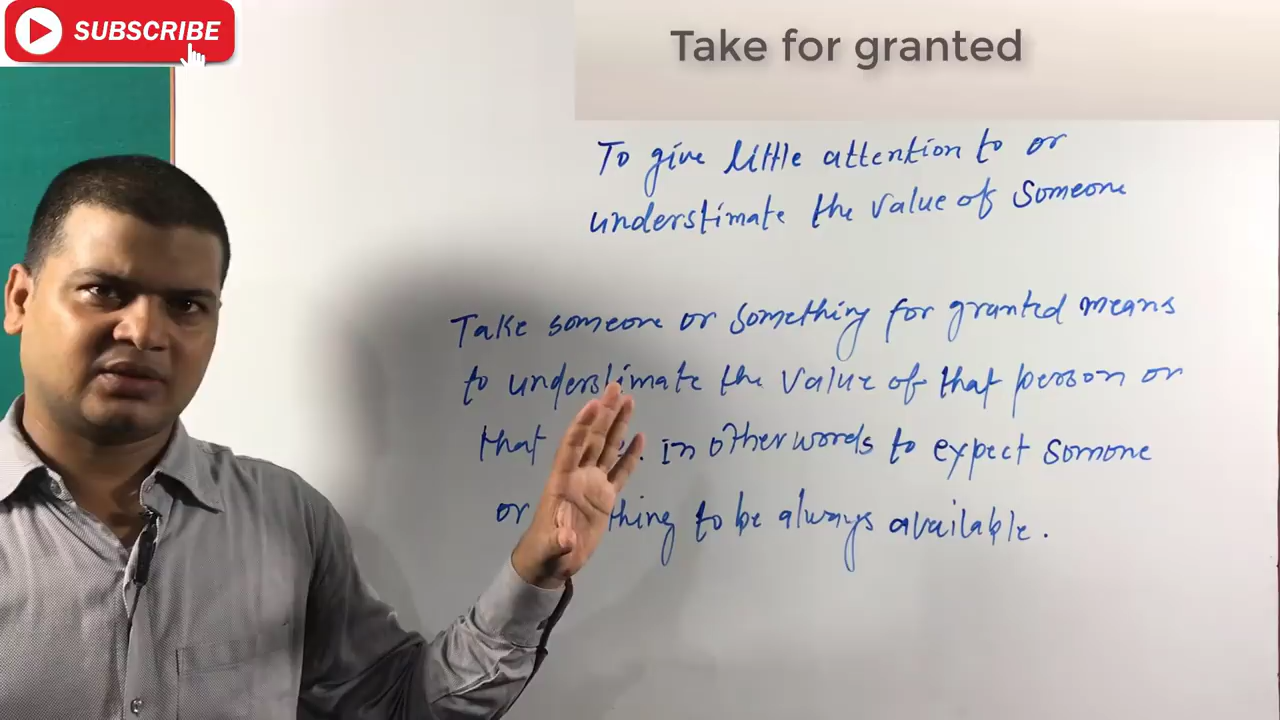 SUBSCRIBE
Take for granted
To give little attention to or
understimate the value of someone
Take someone or something for granted means
to understimate the value of that person or
that . In other words to expect somone
or thing to be always available.